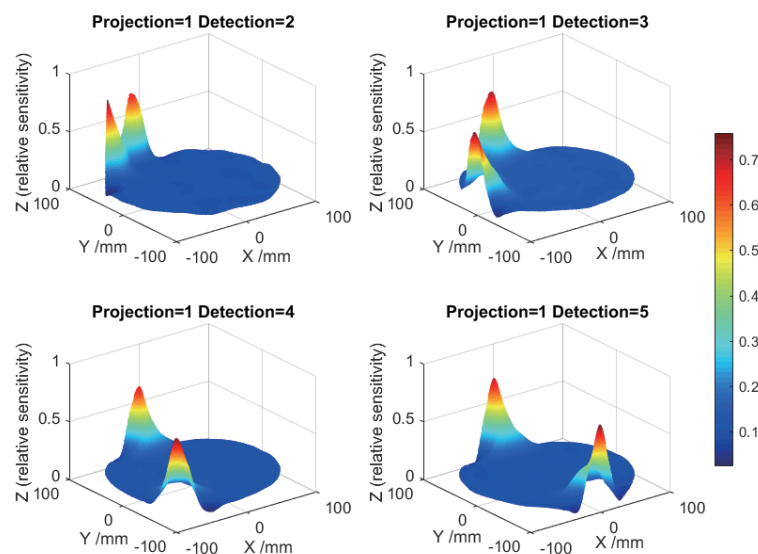 Projection=1 Detection=2
Projection=1 Detection=3
Z (relative sensitivity)
1
0.5
0
100
0
-100
Y /mm
-100
0
100
X /mm
Z (relative sensitivity)
1
0.5
0
100
0
-100
Y /mm
-100
0
100
X /mm
Projection=1 Detection=4
Projection=1 Detection=5
Z (relative sensitivity)
1
0.5
0
100
0
-100
Y /mm
-100
0
100
X /mm
Z (relative sensitivity)
1
0.5
0
100
0
-100
Y /mm
-100
0
100
X /mm
0.7
0.6
0.5
0.4
0.3
0.2
0.1